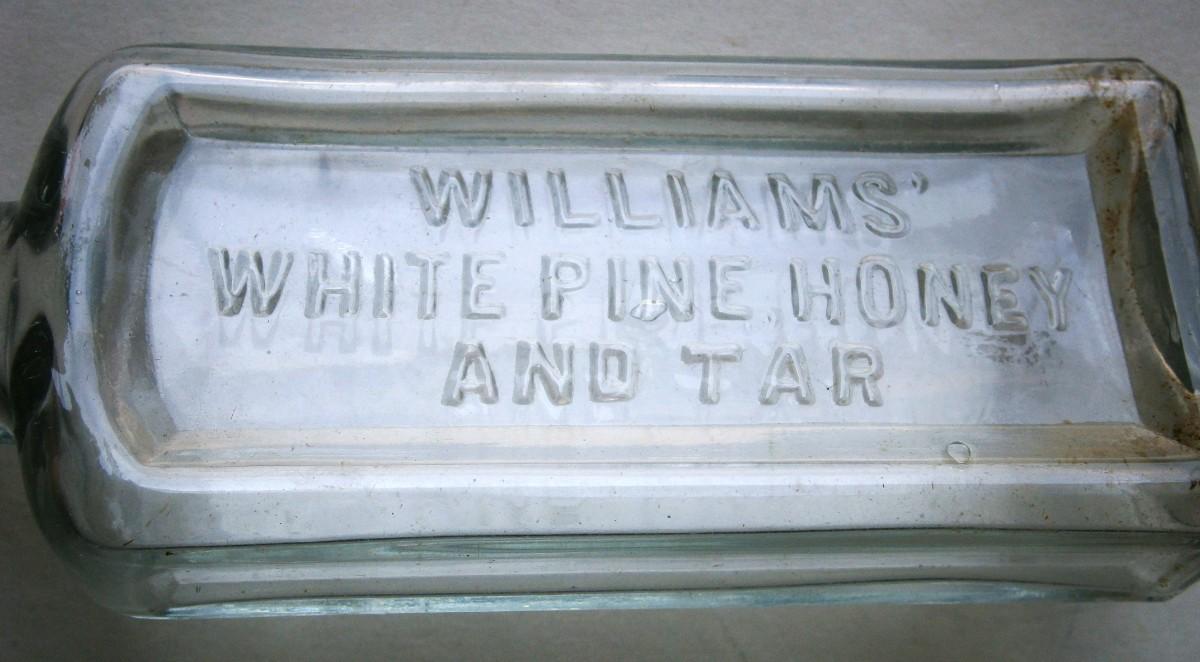 WILLIAMS'
WHITE PINE HONEY
AND TAR